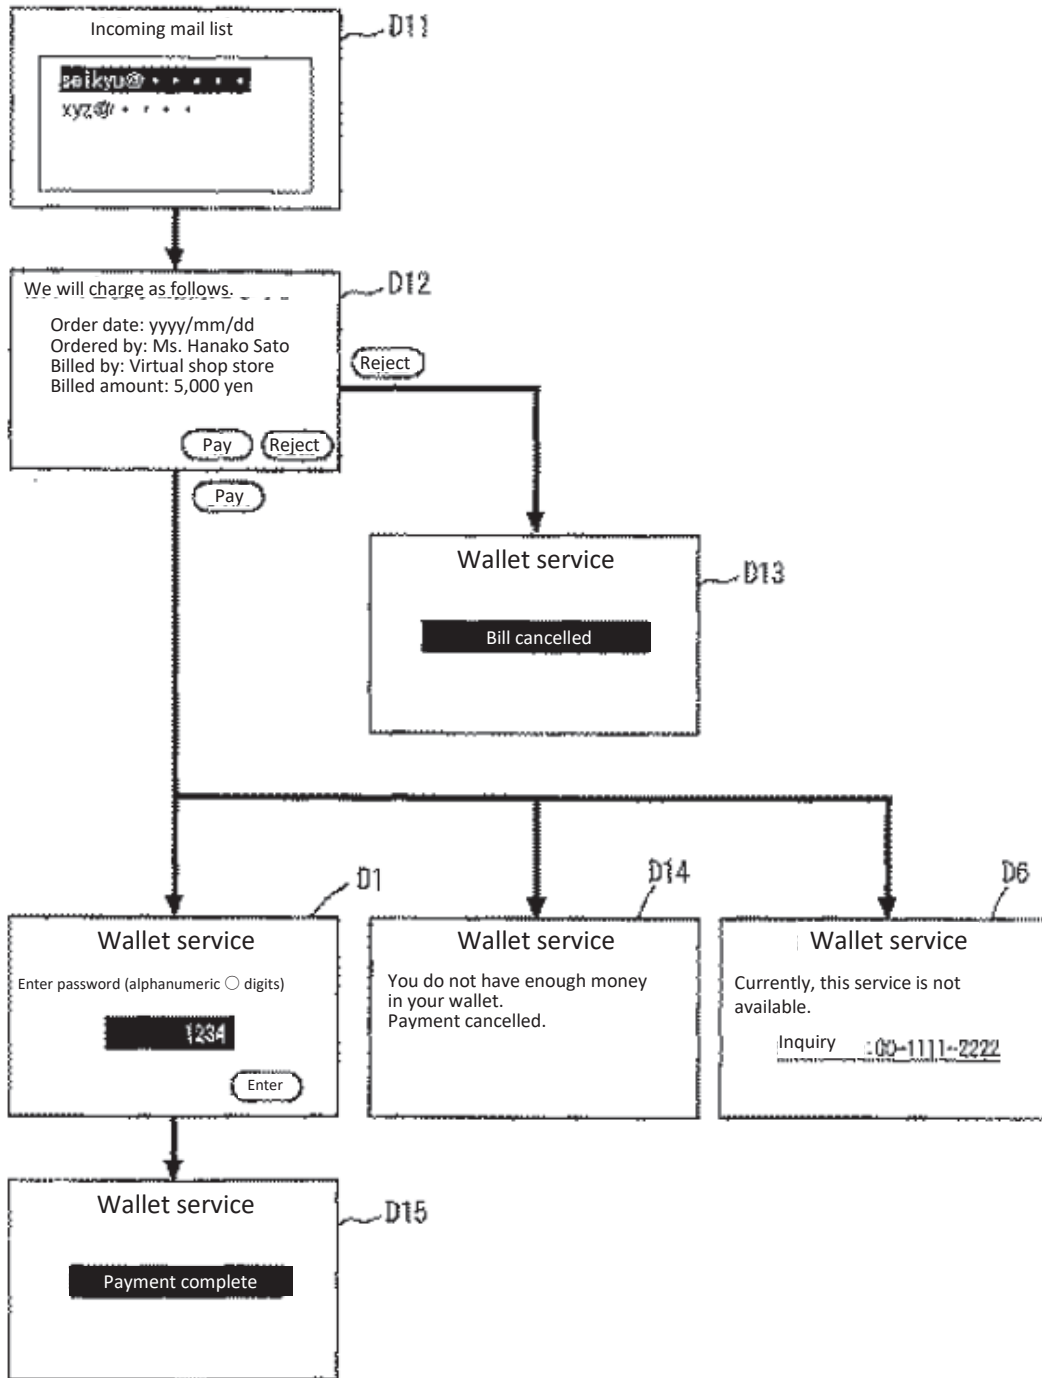 Incoming mail list
D11
seikyu@
xyz@
We will charge as follows.
D12
Order date: yyyy/mm/dd
Ordered by: Ms. Hanako Sato
Billed by: Virtual shop store
Billed amount: 5,000 yen
Reject
Pay Reject
Pay
Wallet service
D13
Bill cancelled
D1
D14
D6
Wallet service
Enter password (alphanumeric ○ digits)
1234
Enter
Wallet service
You do not have enough money
in your wallet.
Payment cancelled.
Wallet service
Currently, this service is not
available.
Inquiry :00-1111-2222
Wallet service
D15
Payment complete